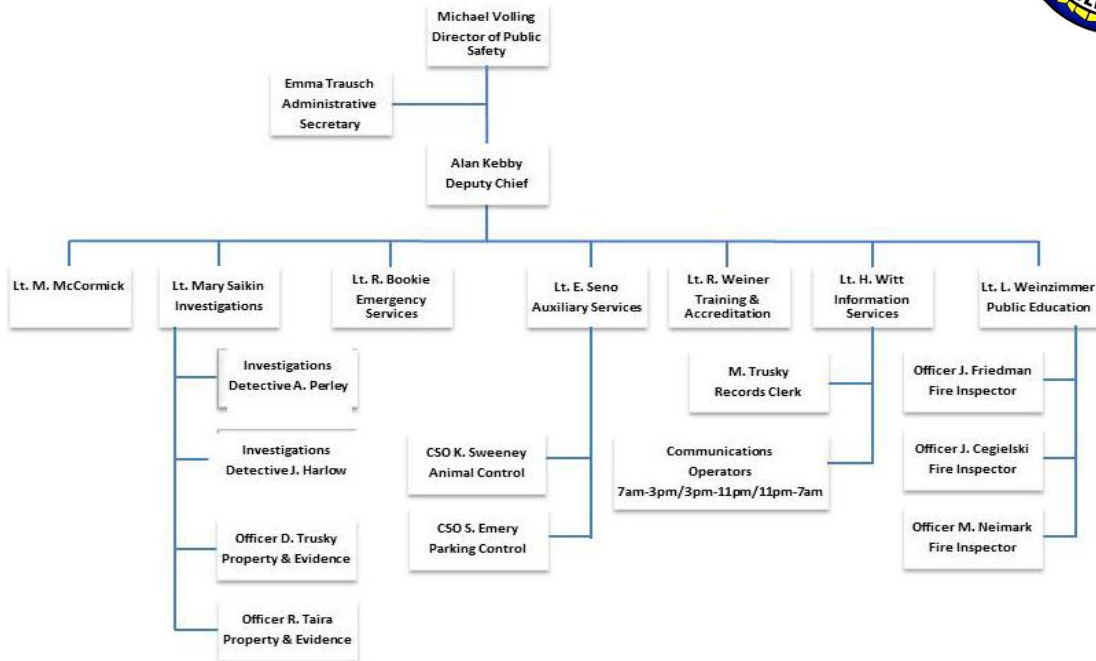 Michael Volling
Director of Public
Safety
Emma Trausch
Administrative
Secretary
Alan Kebby
Deputy Chief
Lt. M. McCormick
Lt. Mary Saikin
Investigations
Lt. R. Bookie
Emergency
Services
Lt. E. Seno
Auxiliary Services
Lt. R. Weiner
Training &
Accreditation
Lt. H. Witt
Information
Services
Lt. L. Weinzimmer
Public Education
Investigations
Detective A. Perley
Investigations
Detective J. Harlow
Officer D. Trusky
Property & Evidence
Officer R. Taira
Property & Evidence
CSO K. Sweeney
Animal Control
CSO S. Emery
Parking Control
M. Trusky
Records Clerk
Communications
Operators
7am-3pm/3pm-11pm/11pm-7am
Officer J. Friedman
Fire Inspector
Officer J. Cegielski
Fire Inspector
Officer M. Neimark
Fire Inspector